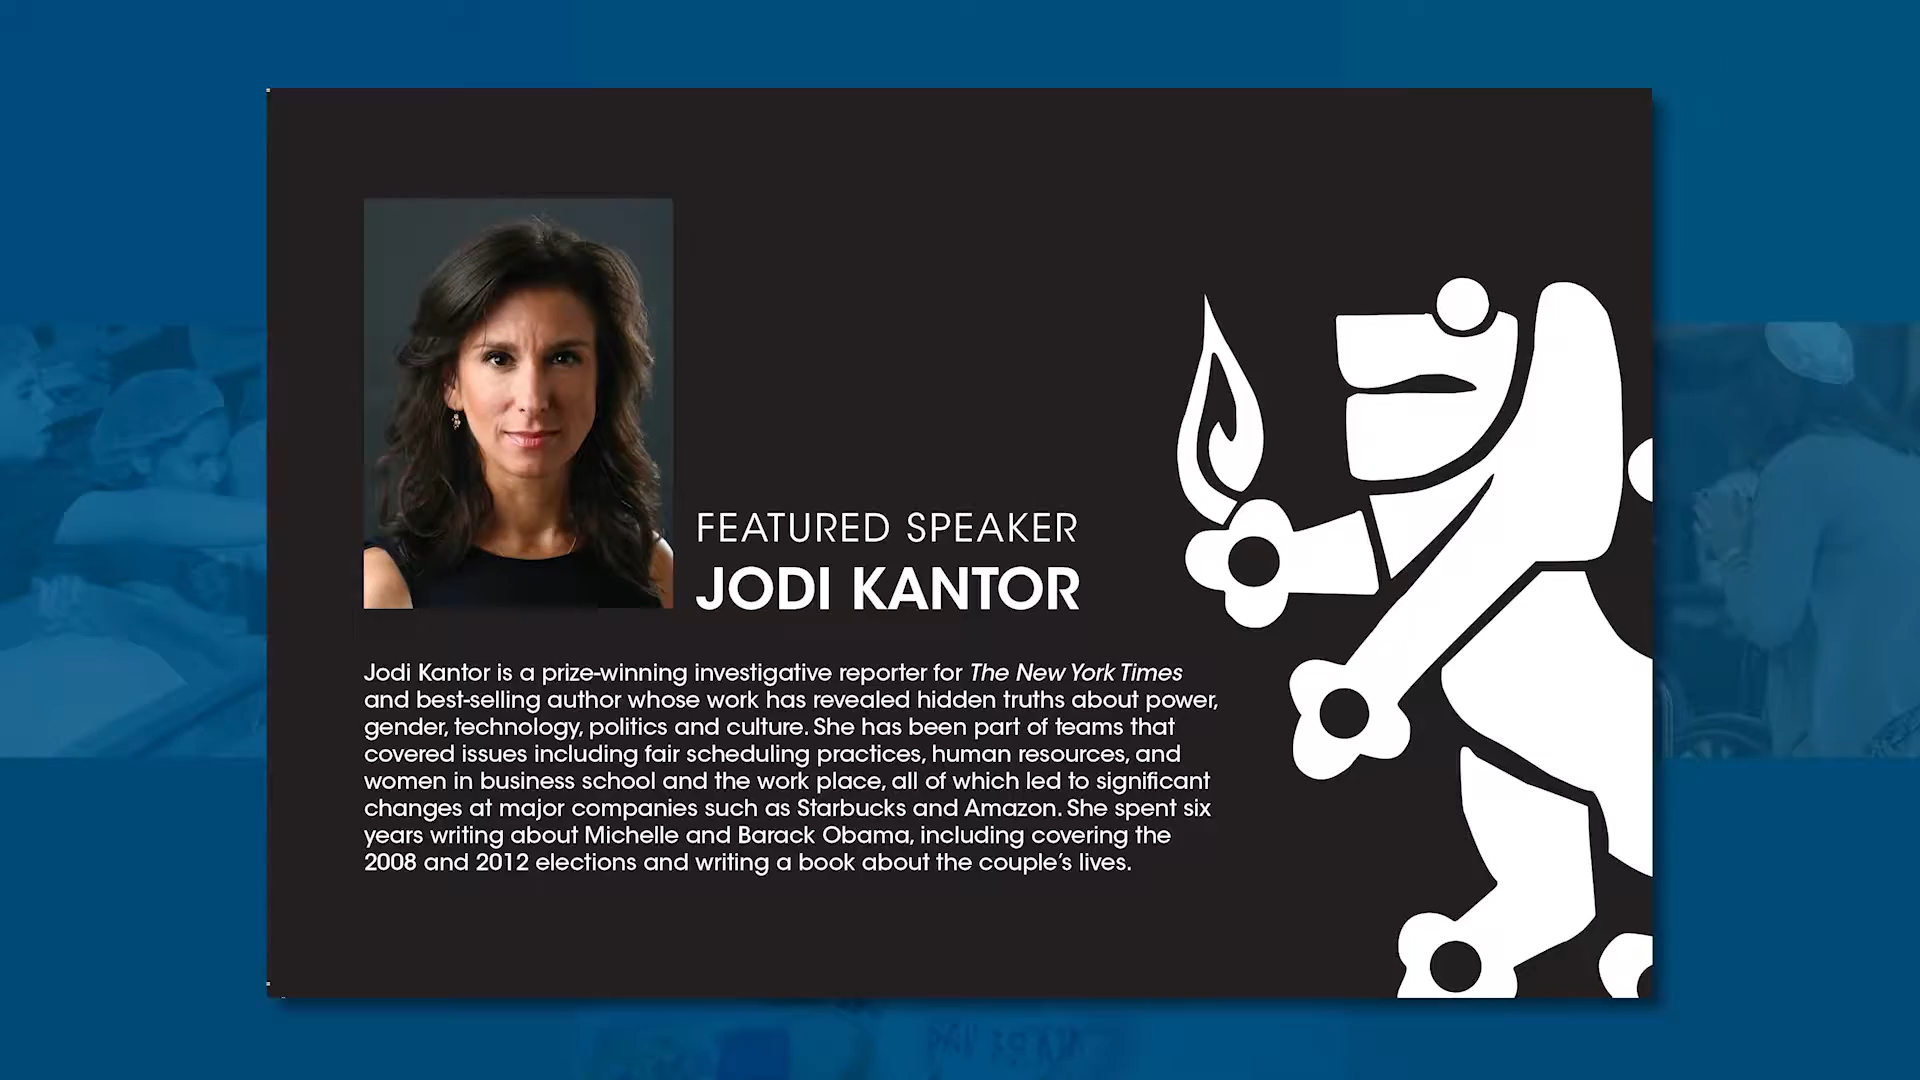 FEATURED SPEAKER
JODI KANTOR
Jodi Kantor is a prize-winning investigative reporter for The New York Times
and best-selling author whose work has revealed hidden truths about power,
gender, technology, politics and culture. She has been part of teams that
covered issues including fair scheduling practices, human resources, and
women in business school and the work place, all of which led to significant
changes at major companies such as Starbucks and Amazon. She spent six
years writing about Michelle and Barack Obama, including covering the
2008 and 2012 elections and writing a book about the couple's lives.